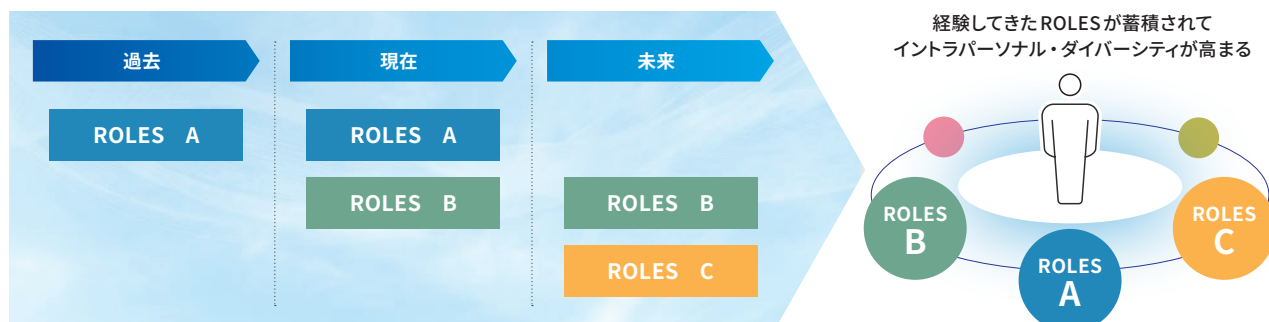 過去
現在
未来
ROLES A
ROLES A
ROLES B
ROLES B
ROLES C
経験してきたROLESが蓄積されて
イントラパーソナル・ダイバーシティが高まる
ROLES
B
ROLES
A
ROLES
C